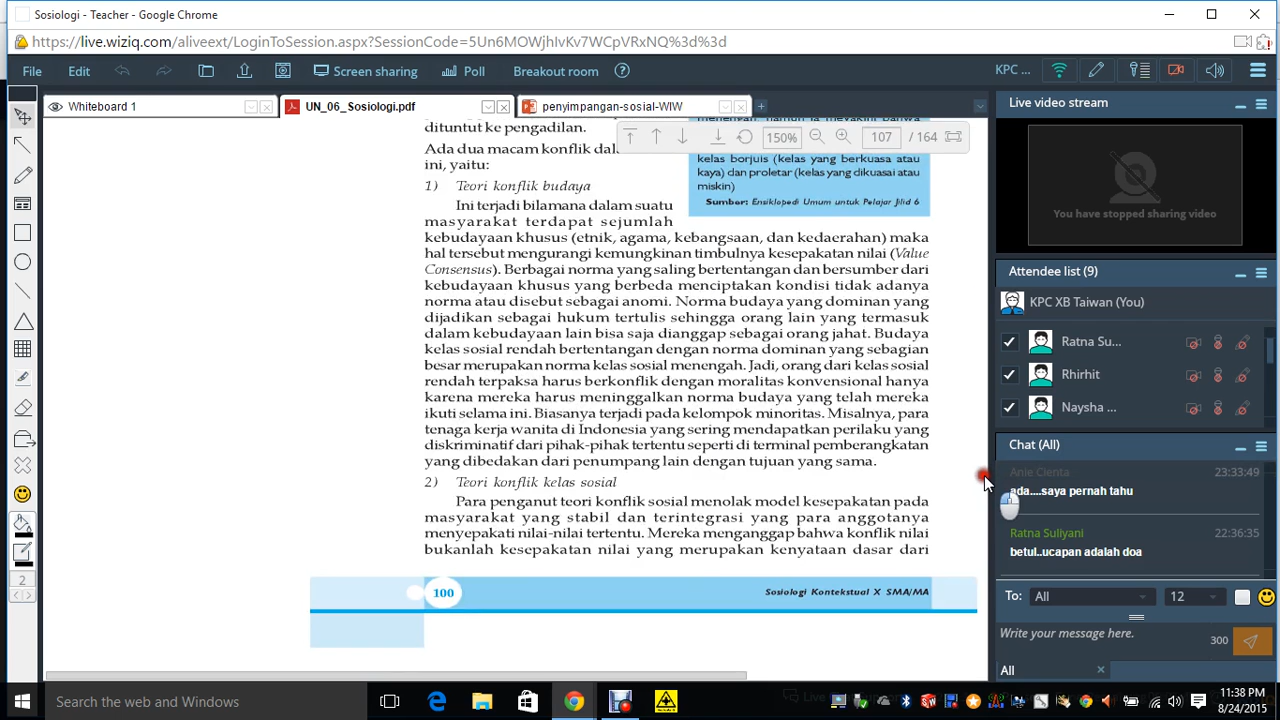 Sosiologi - Teacher - Google Chrome
https://live.wiziq.com/aliveext/LoginToSession.aspx?SessionCode=5Un6MOWjhIvKv7WCpVRxNQ%3d%3d
File Edit Screen sharing Poll Breakout room KPC ...
Whiteboard 1 UN_06_Sosiologi.pdf penyimpangan-sosial-WIW
150% 107 / 164
dituntut ke pengadilan.
Ada dua macam konflik
ini, yaitu:
kelas borjuis (kelas yang berkuasa atau
kaya) dan proletar (kelas yang dikuasai atau
miskin)
Sumber: Ensiklopedi Umum untuk Pelajar Jilid 6
1) Teori konflik budaya
Ini terjadi bilamana dalam suatu
masyarakat terdapat sejumlah
kebudayaan khusus (etnik, agama, kebangsaan, dan kedaerahan) maka
hal tersebut mengurangi kemungkinan timbulnya kesepakatan nilai (Value
Consensus). Berbagai norma yang saling bertentangan dan bersumber dari
kebudayaan khusus yang berbeda menciptakan kondisi tidak adanya
norma atau disebut sebagai anomi. Norma budaya yang dominan yang
dijadikan sebagai hukum tertulis sehingga orang lain yang termasuk
dalam kebudayaan lain bisa saja dianggap sebagai orang jahat. Budaya
kelas sosial rendah bertentangan dengan norma dominan yang sebagian
besar merupakan norma kelas sosial menengah. Jadi, orang dari kelas sosial
rendah terpaksa harus berkonflik dengan moralitas konvensional hanya
karena mereka harus meninggalkan norma budaya yang telah mereka
ikuti selama ini. Biasanya terjadi pada kelompok minoritas. Misalnya, para
tenaga kerja wanita di Indonesia yang sering mendapatkan perilaku yang
diskriminatif dari pihak-pihak tertentu seperti di terminal pemberangkatan
yang dibedakan dari penumpang lain dengan tujuan yang sama.
2) Teori konflik kelas sosial
Para penganut teori konflik sosial menolak model kesepakatan pada
masyarakat yang stabil dan terintegrasi yang para anggotanya
menyepakati nilai-nilai tertentu. Mereka menganggap bahwa konflik nilai
bukanlah kesepakatan nilai yang merupakan kenyataan dasar dari
100 Sosiologi Kontekstual X SMA/MA
2
Live video stream
You have stopped sharing video
Attendee list (9)
KPC XB Taiwan (You)
Ratna Su...
Rhirhit
Naysha ...
Chat (All)
Anie Clenta 23:33:49
ada....saya pernah tahu
Ratna Suliyani 22:36:35
betul..ucapan adalah doa
To: All 12
Write your message here. 300
All
Search the web and Windows
11:38 PM
8/24/2015